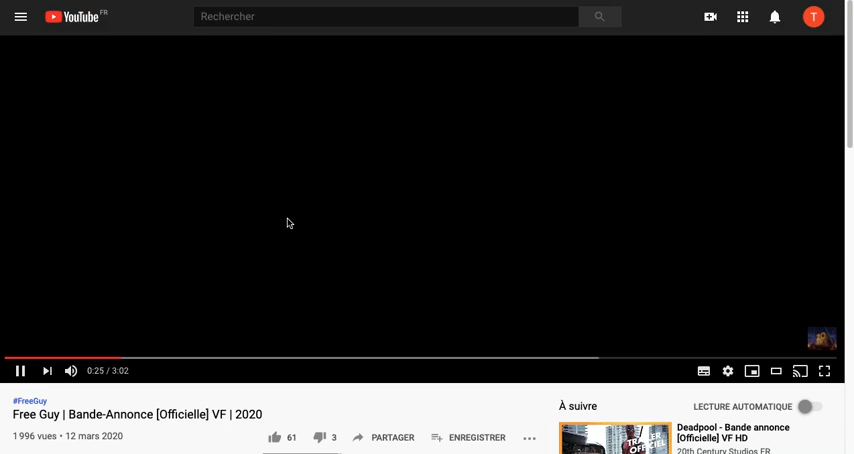 YouTube FR
Rechercher
T
0:25 / 3:02
#FreeGuy
Free Guy | Bande-Annonce [Officielle] VF | 2020
1 996 vues • 12 mars 2020
61
3
PARTAGER
ENREGISTRER
À suivre
LECTURE AUTOMATIQUE
TRAILER
OFFICIEL
Deadpool - Bande annonce
[Officielle] VF HD
20th Century Studios FR